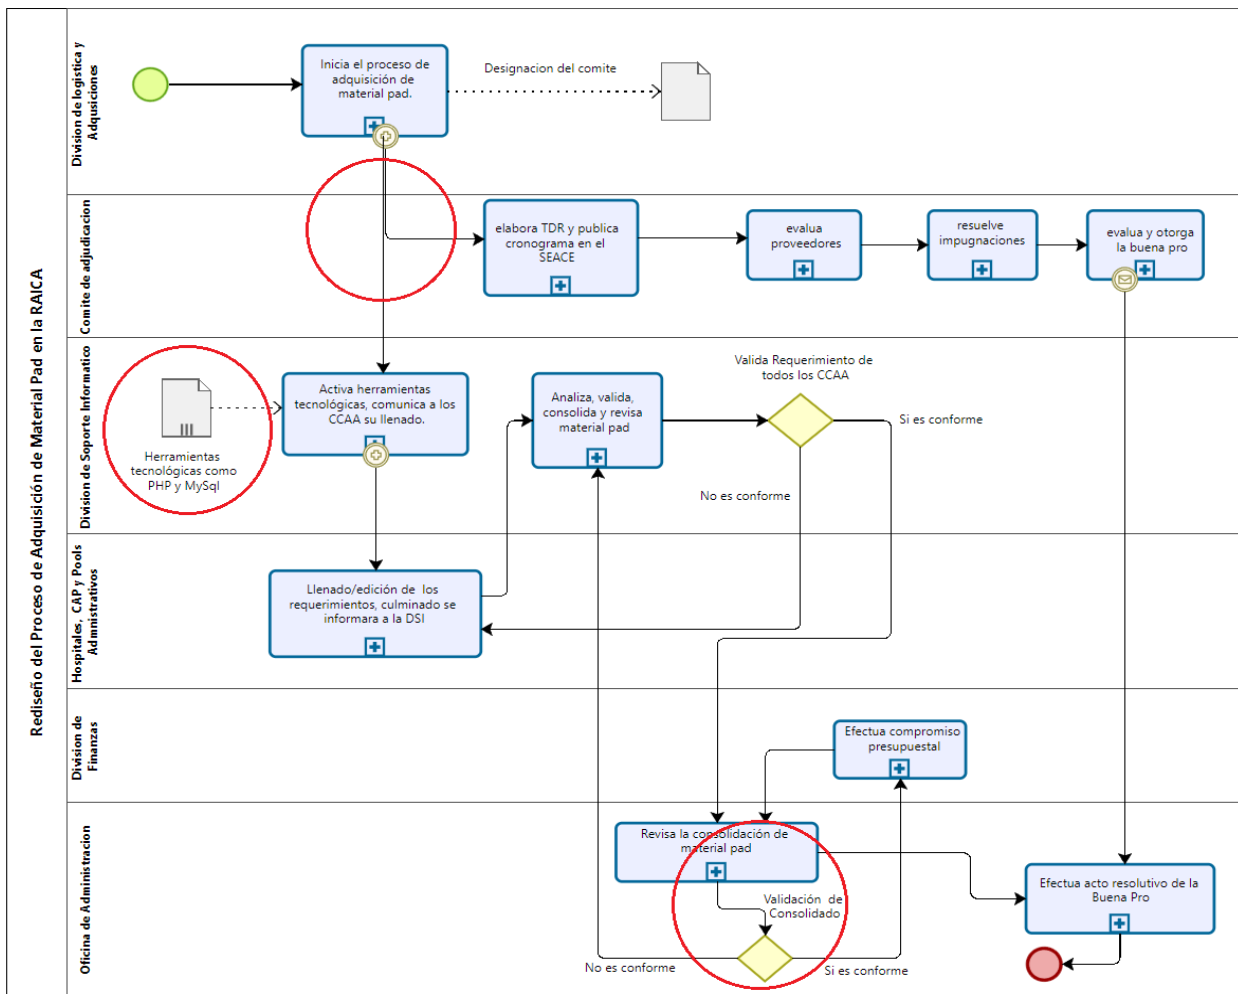 Rediseño del Proceso de Adquisición de Material Pad en la RAICA
Division de logistica y
Adqusiciones
Inicia el proceso de
adquisición de
material pad.
Designacion del comite
Comite de adjudicacion
elabora TDR y publica
cronograma en el
SEACE
evalua
proveedores
resuelve
impugnaciones
evalua y otorga
la buena pro
Division de Soporte Informatico
Herramientas
tecnológicas como
PHP y MySql
Activa herramientas
tecnológicas, comunica a los
CCAA su llenado.
Analiza, valida,
consolida y revisa
material pad
Valida Requerimiento de
todos los CCAA
Si es conforme
No es conforme
Hospitales, CAP y Pools
Admnistrativos
Llenado/edición de los
requerimientos, culminado se
informara a la DSI
Division de
Finanzas
Efectua compromiso
presupuestal
Oficina de Administracion
Revisa la consolidación de
material pad
Validación de
Consolidado
No es conforme
Si es conforme
Efectua acto resolutivo de la
Buena Pro